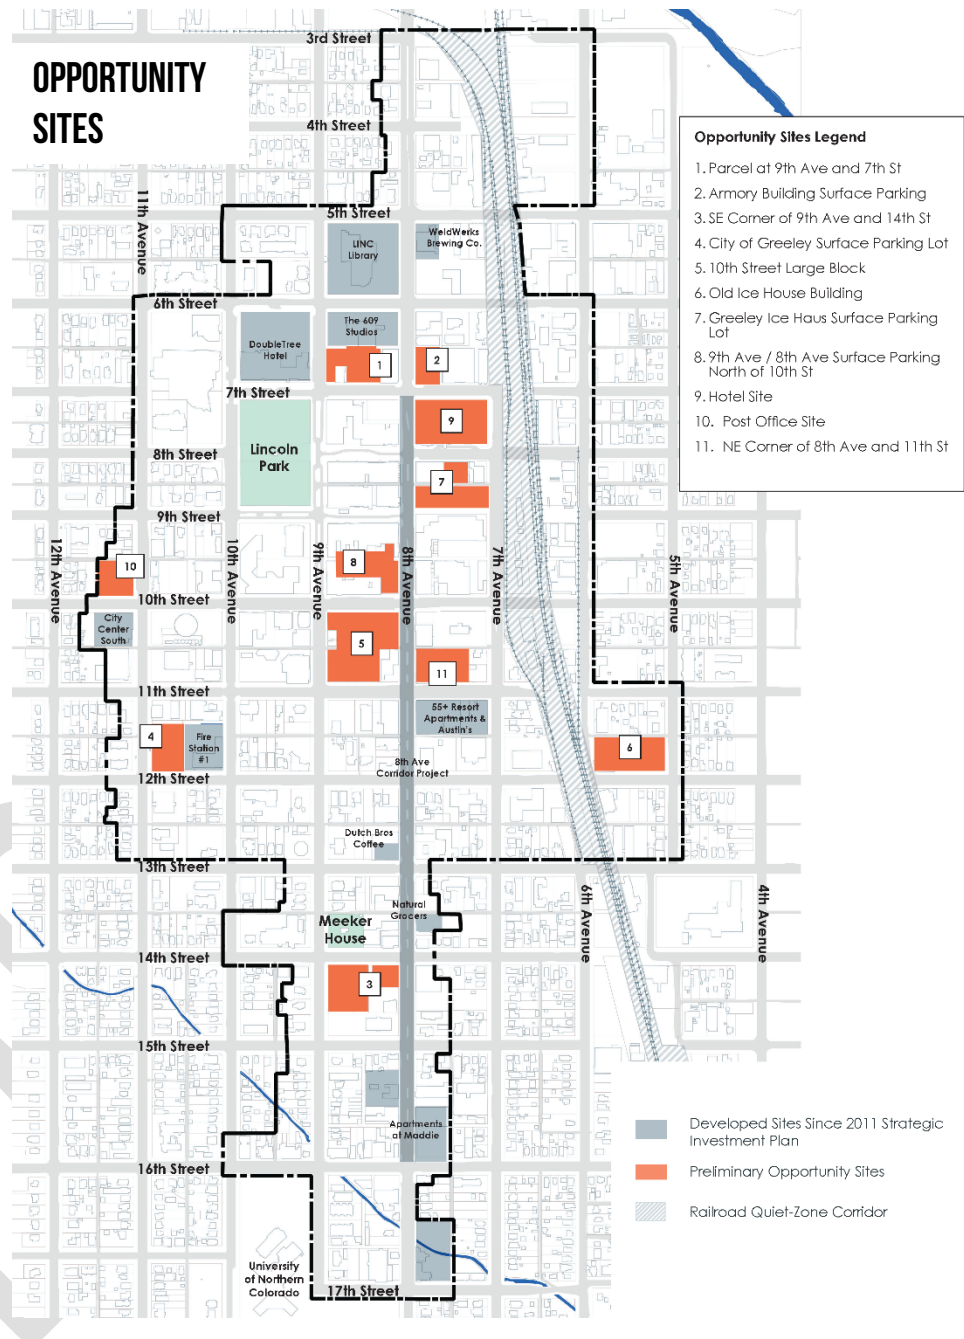 OPPORTUNITY
SITES
3rd Street
4th Street
11th Avenue
5th Street
LINC
Library
WeldWerks
Brewing Co.
6th Street
DoubleTree
Hotel
The 609
Studios
1
2
7th Street
9
Lincoln
Park
8th Street
7
9th Street
12th Avenue
10th Avenue
9th Avenue
8th Avenue
7th Avenue
5th Avenue
10
8
10th Street
City
Center
South
5
11
11th Street
4
Fire
Station
#1
55+ Resort
Apartments &
Austin's
6
8th Ave
Corridor Project
12th Street
Dutch Bros
Coffee
13th Street
Natural
Grocers
Meeker
House
6th Avenue
4th Avenue
14th Street
3
15th Street
Apartments
at Maddie
16th Street
University
of Northern
Colorado
17th Street
Opportunity Sites Legend
1. Parcel at 9th Ave and 7th St
2. Armory Building Surface Parking
3. SE Corner of 9th Ave and 14th St
4. City of Greeley Surface Parking Lot
5. 10th Street Large Block
6. Old Ice House Building
7. Greeley Ice Haus Surface Parking
Lot
8. 9th Ave / 8th Ave Surface Parking
North of 10th St
9. Hotel Site
10. Post Office Site
11. NE Corner of 8th Ave and 11th St
Developed Sites Since 2011 Strategic
Investment Plan
Preliminary Opportunity Sites
Railroad Quiet-Zone Corridor